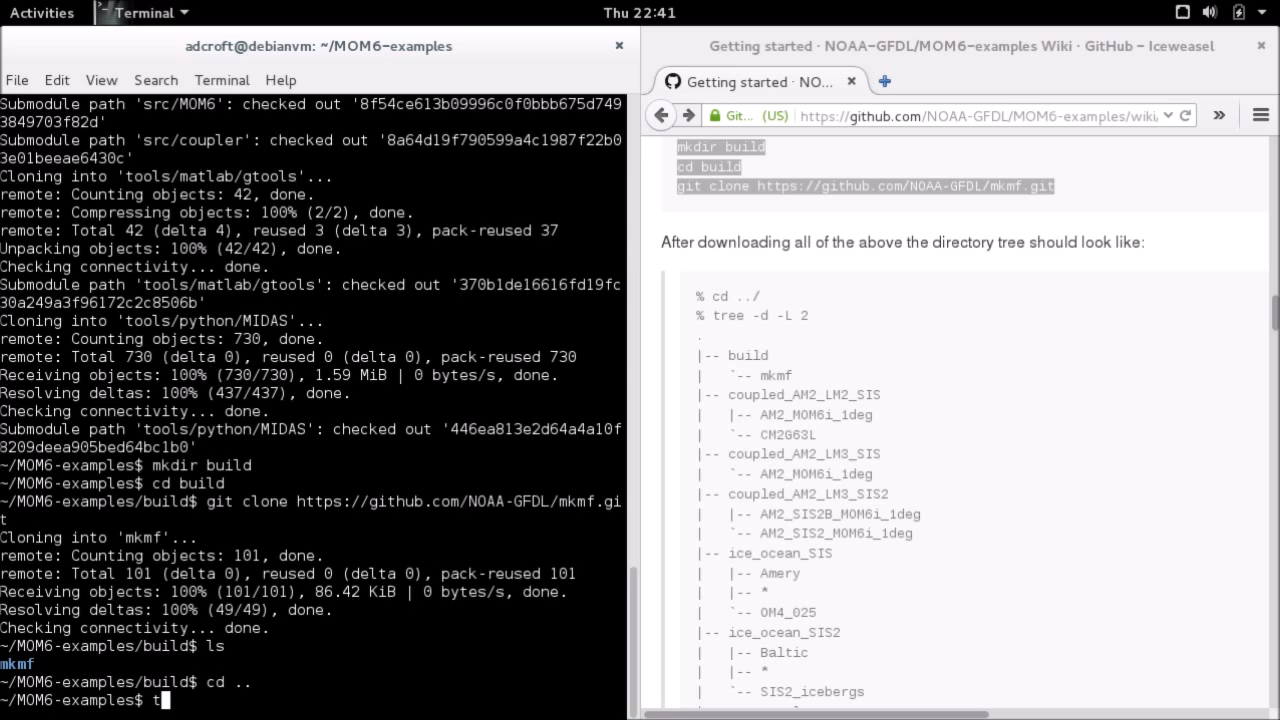 Activities Terminal Thu 22:41
adcroft@debianvm: ~/MOM6-examples
File Edit View Search Terminal Help
Submodule path 'src/MOM6': checked out '8f54ce613b09996c0f0bbb675d749
3849703f82d'
Submodule path 'src/coupler': checked out '8a64d19f790599a4c1987f22b0
3e01beeae6430c'
Cloning into 'tools/matlab/gtools'...
remote: Counting objects: 42, done.
remote: Compressing objects: 100% (2/2), done.
remote: Total 42 (delta 4), reused 3 (delta 3), pack-reused 37
Unpacking objects: 100% (42/42), done.
Checking connectivity... done.
Submodule path 'tools/matlab/gtools': checked out '370b1de16616fd19fc
30a249a3f96172c2c8506b'
Cloning into 'tools/python/MIDAS'...
remote: Counting objects: 730, done.
remote: Total 730 (delta 0), reused 0 (delta 0), pack-reused 730
Receiving objects: 100% (730/730), 1.59 MiB | 0 bytes/s, done.
Resolving deltas: 100% (437/437), done.
Checking connectivity... done.
Submodule path 'tools/python/MIDAS': checked out '446ea813e2d64a4a10f
8209deea905bed64bc1b0'
~/MOM6-examples$ mkdir build
~/MOM6-examples$ cd build
~/MOM6-examples/build$ git clone https://github.com/NOAA-GFDL/mkmf.gi
t
Cloning into 'mkmf'...
remote: Counting objects: 101, done.
remote: Total 101 (delta 0), reused 0 (delta 0), pack-reused 101
Receiving objects: 100% (101/101), 86.42 KiB | 0 bytes/s, done.
Resolving deltas: 100% (49/49), done.
Checking connectivity... done.
~/MOM6-examples/build$ ls
mkmf
~/MOM6-examples/build$ cd ..
~/MOM6-examples$ t
Getting started · NOAA-GFDL/MOM6-examples Wiki · GitHub - Iceweasel
Getting started · NO...
Git... (US) https://github.com/NOAA-GFDL/MOM6-examples/wiki/
mkdir build
cd build
git clone https://github.com/NOAA-GFDL/mkmf.git
After downloading all of the above the directory tree should look like:
% cd ../
% tree -d -L 2
.
|-- build
|   `-- mkmf
|-- coupled_AM2_LM2_SIS
|   |-- AM2_MOM6i_1deg
|   `-- CM2G63L
|-- coupled_AM2_LM3_SIS
|   `-- AM2_MOM6i_1deg
|-- coupled_AM2_LM3_SIS2
|   |-- AM2_SIS2B_MOM6i_1deg
|   `-- AM2_SIS2_MOM6i_1deg
|-- ice_ocean_SIS
|   |-- Amery
|   |-- *
|   `-- OM4_025
|-- ice_ocean_SIS2
|   |-- Baltic
|   |-- *
|   `-- SIS2_icebergs